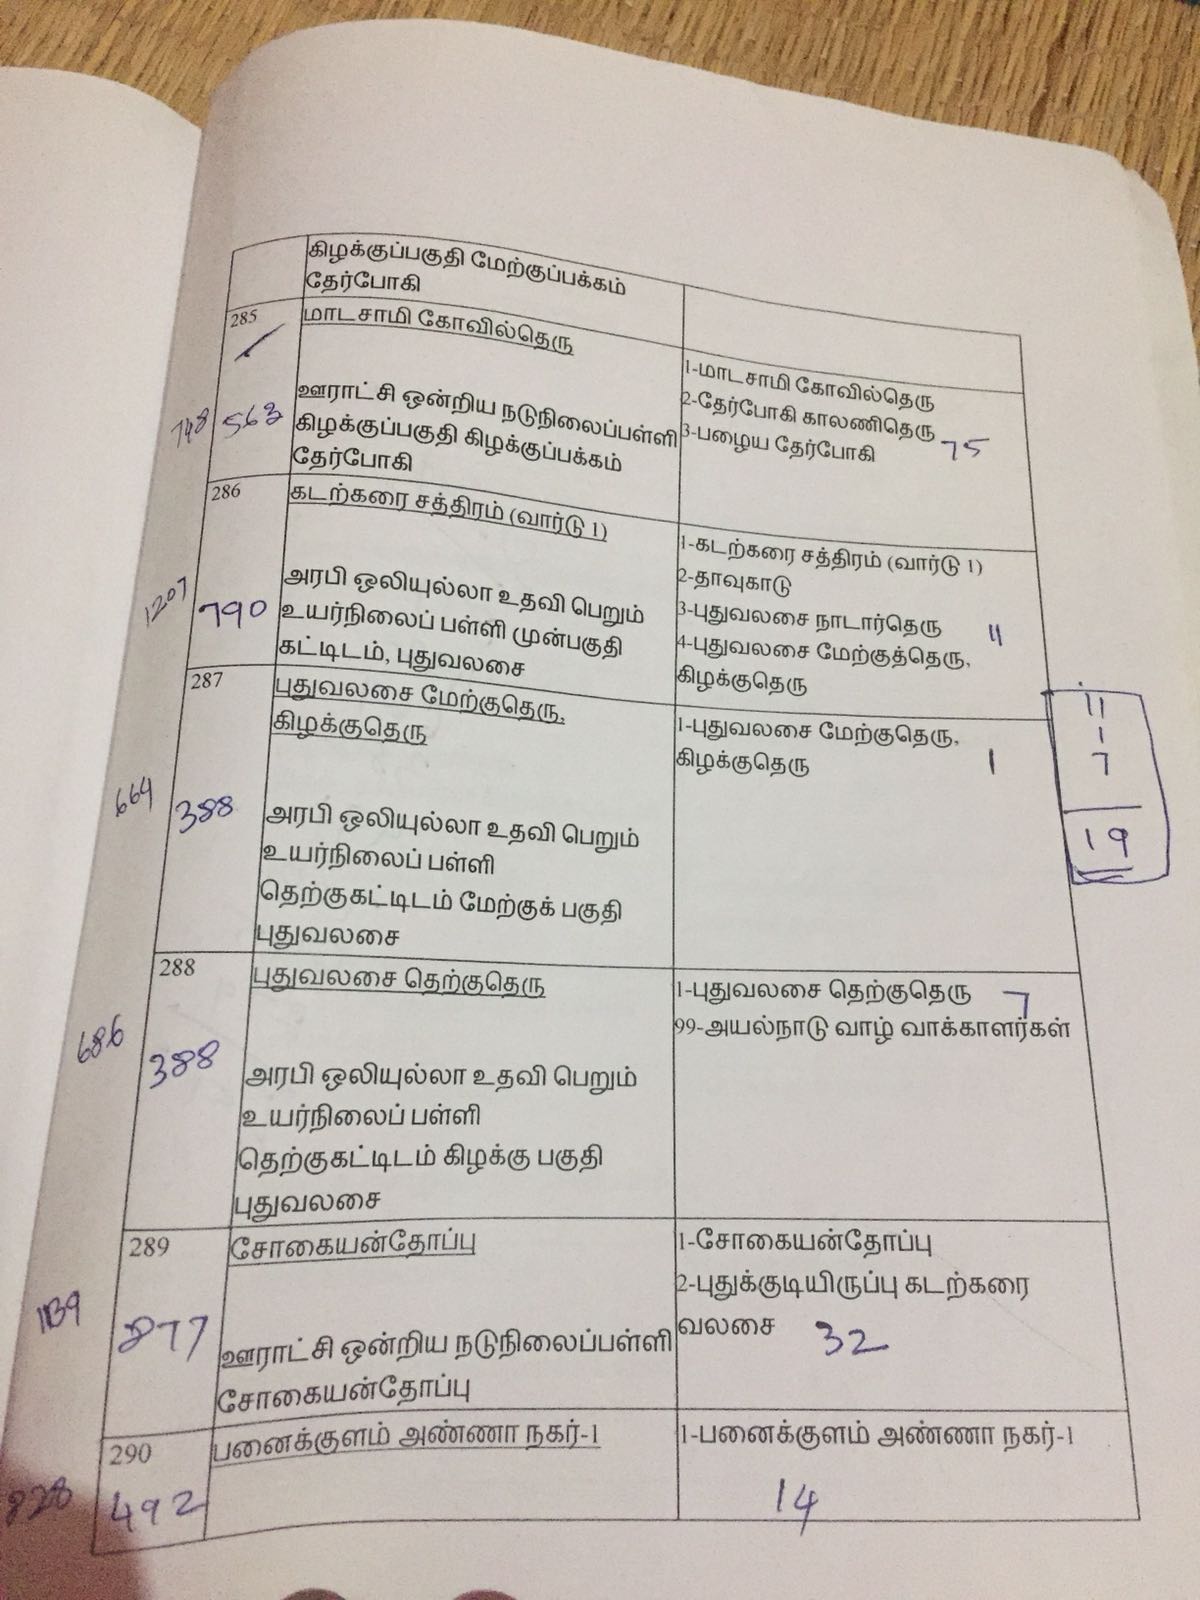 கிழக்குப்பகுதி மேற்குப்பக்கம்
தேர்போகி
285
மாடசாமி கோவில்தெரு
748
563
ஊராட்சி ஒன்றிய நடுநிலைப்பள்ளி
கிழக்குப்பகுதி கிழக்குப்பக்கம்
தேர்போகி
1-மாடசாமி கோவில்தெரு
2-தேர்போகி காலணிதெரு
3-பழைய தேர்போகி
75
286
கடற்கரை சத்திரம் (வார்டு 1)
1207
790
அரபி ஒலியுல்லா உதவி பெறும்
உயர்நிலைப் பள்ளி முன்பகுதி
கட்டிடம், புதுவலசை
1-கடற்கரை சத்திரம் (வார்டு 1)
2-தாவுகாடு
3-புதுவலசை நாடார்தெரு
11
4-புதுவலசை மேற்குத்தெரு,
கிழக்குதெரு
287
புதுவலசை மேற்குதெரு,
கிழக்குதெரு
664
388
அரபி ஒலியுல்லா உதவி பெறும்
உயர்நிலைப் பள்ளி
தெற்குகட்டிடம் மேற்குக் பகுதி
புதுவலசை
1-புதுவலசை மேற்குதெரு,
கிழக்குதெரு
1
11
1
7
19
288
புதுவலசை தெற்குதெரு
686
388
அரபி ஒலியுல்லா உதவி பெறும்
உயர்நிலைப் பள்ளி
தெற்குகட்டிடம் கிழக்கு பகுதி
புதுவலசை
1-புதுவலசை தெற்குதெரு
7
99-அயல்நாடு வாழ் வாக்காளர்கள்
289
சோகையன்தோப்பு
877
ஊராட்சி ஒன்றிய நடுநிலைப்பள்ளி
சோகையன்தோப்பு
1-சோகையன்தோப்பு
2-புதுக்குடியிருப்பு கடற்கரை
வலசை
32
290
பனைக்குளம் அண்ணா நகர்-1
828
492
1-பனைக்குளம் அண்ணா நகர்-1
14